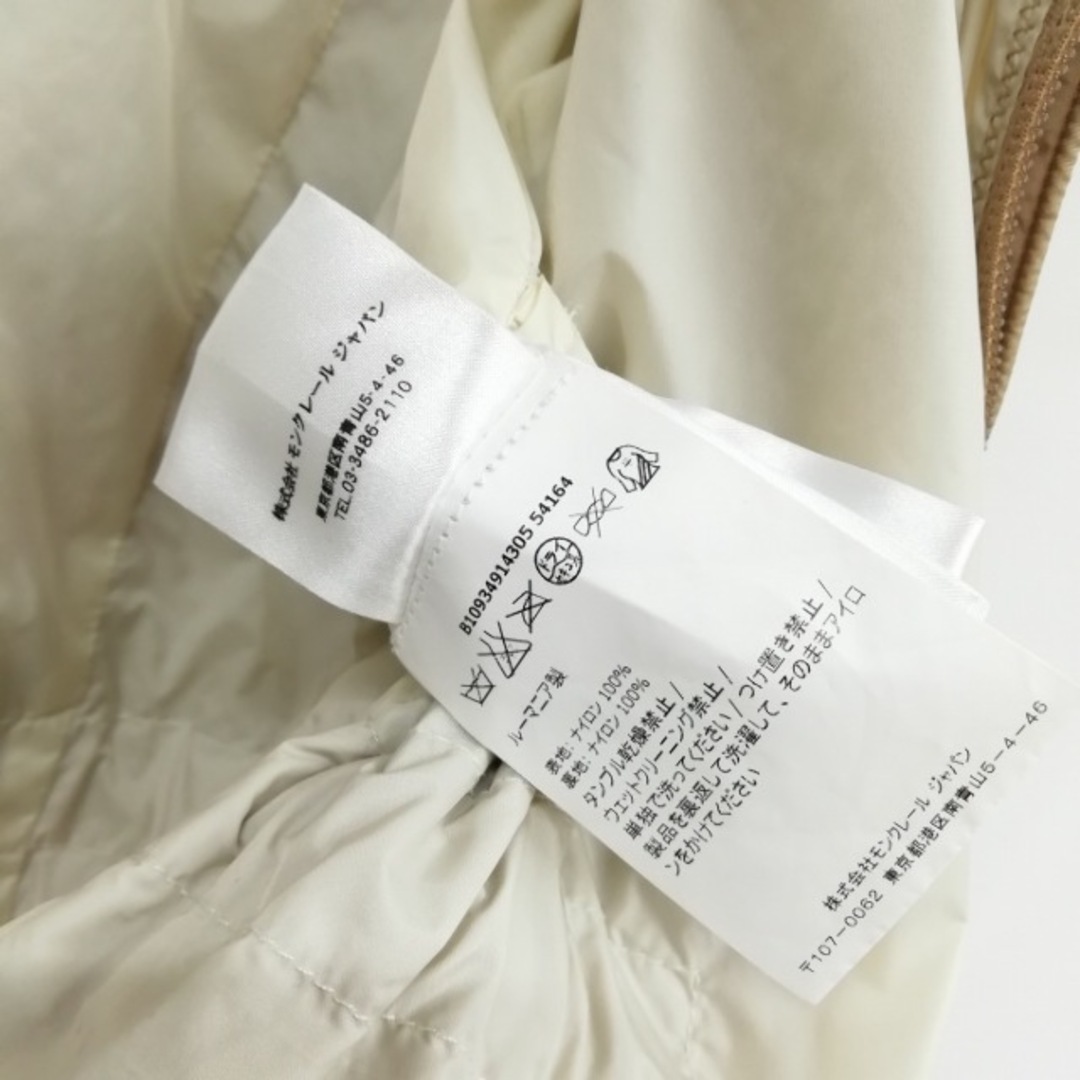 株式会社 モンクレール ジャパン
東京都港区南青山5-4-46
TEL.03-3486-2110
B10934914305 54164
ドライ
ルーマニア製
表地: ナイロン 100%
裏地: ナイロン 100%
タンブル乾燥禁止 /
ウエットクリーニング禁止 /
単独で洗ってください / つけ置き禁止 /
製品を裏返して洗濯して、そのままアイロ
ンをかけてください
株式会社モンクレール ジャパン
〒107-0062 東京都港区南青山5-4-46